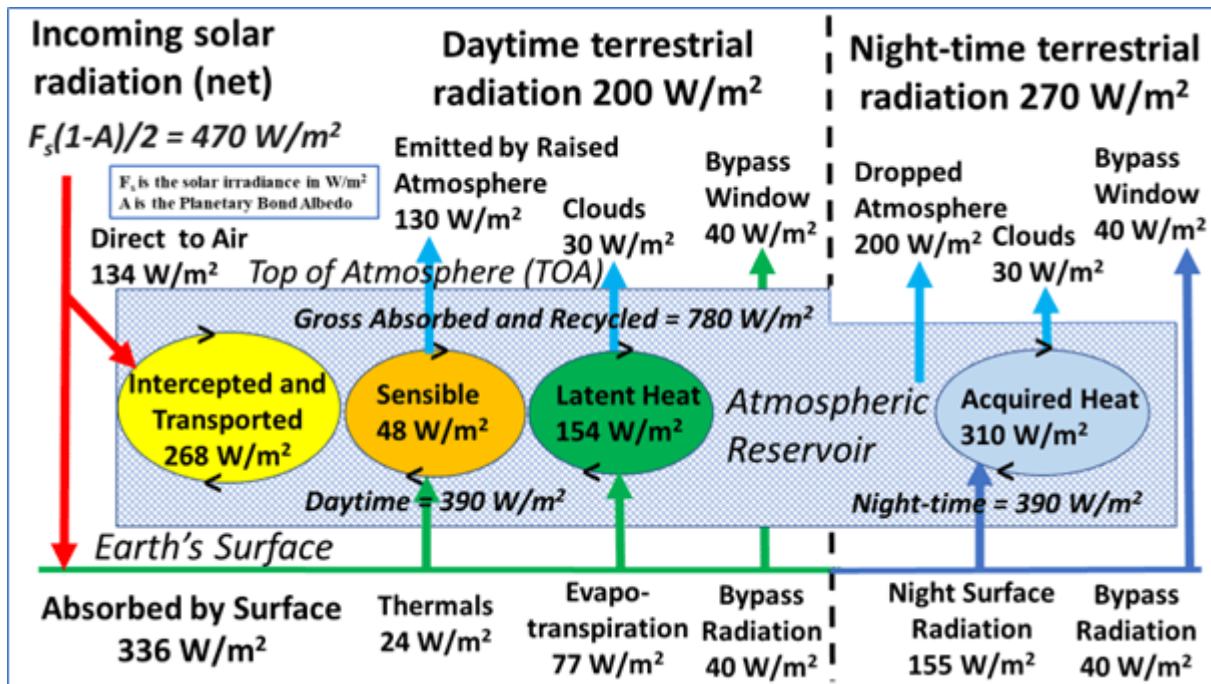 Incoming solar
radiation (net)
Fₛ(1-A)/2 = 470 W/m²
Fₛ is the solar irradiance in W/m²
A is the Planetary Bond Albedo
Direct to Air
134 W/m²
Daytime terrestrial
radiation 200 W/m²
Emitted by Raised
Atmosphere
130 W/m²
Clouds
30 W/m²
Bypass
Window
40 W/m²
Night-time terrestrial
radiation 270 W/m²
Dropped
Atmosphere
200 W/m²
Clouds
30 W/m²
Bypass
Window
40 W/m²
Top of Atmosphere (TOA)
Gross Absorbed and Recycled = 780 W/m²
Intercepted and
Transported
268 W/m²
Sensible
48 W/m²
Latent Heat
154 W/m²
Atmospheric
Reservoir
Acquired Heat
310 W/m²
Daytime = 390 W/m²
Night-time = 390 W/m²
Earth's Surface
Absorbed by Surface
336 W/m²
Thermals
24 W/m²
Evapo-
transpiration
77 W/m²
Bypass
Radiation
40 W/m²
Night Surface
Radiation
155 W/m²
Bypass
Radiation
40 W/m²